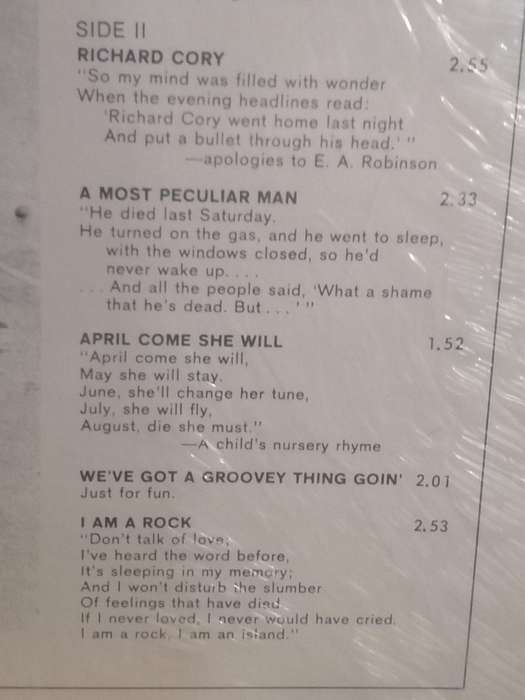 SIDE II
RICHARD CORY 2.55
"So my mind was filled with wonder
When the evening headlines read:
'Richard Cory went home last night
And put a bullet through his head.' "
—apologies to E. A. Robinson
A MOST PECULIAR MAN 2.33
"He died last Saturday.
He turned on the gas, and he went to sleep,
with the windows closed, so he'd
never wake up. . . .
. . . And all the people said, 'What a shame
that he's dead. But . . . ' "
APRIL COME SHE WILL 1.52
"April come she will,
May she will stay.
June, she'll change her tune,
July, she will fly,
August, die she must."
—A child's nursery rhyme
WE'VE GOT A GROOVEY THING GOIN' 2.01
Just for fun.
I AM A ROCK 2.53
"Don't talk of love;
I've heard the word before,
It's sleeping in my memory;
And I won't disturb the slumber
Of feelings that have died
If I never loved, I never would have cried.
I am a rock, I am an island."